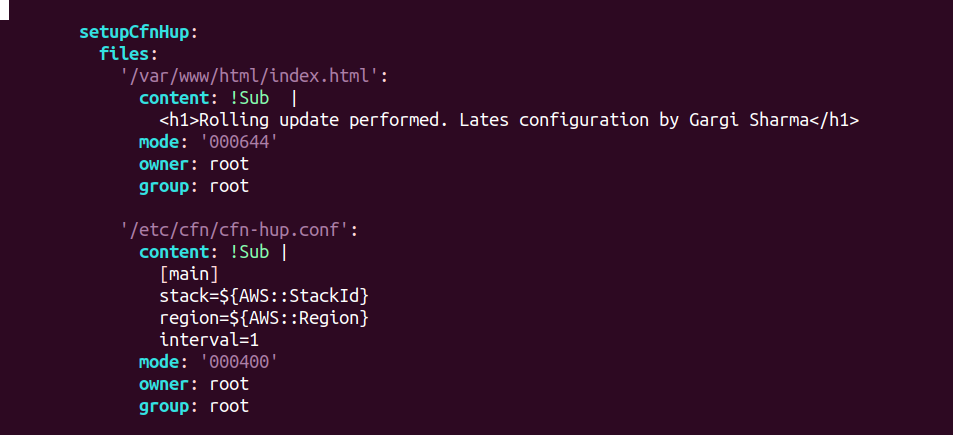 setupCfnHup:
files:
'/var/www/html/index.html':
content: !Sub  |
<h1>Rolling update performed. Lates configuration by Gargi Sharma</h1>
mode: '000644'
owner: root
group: root
'/etc/cfn/cfn-hup.conf':
content: !Sub |
[main]
stack=${AWS::StackId}
region=${AWS::Region}
interval=1
mode: '000400'
owner: root
group: root